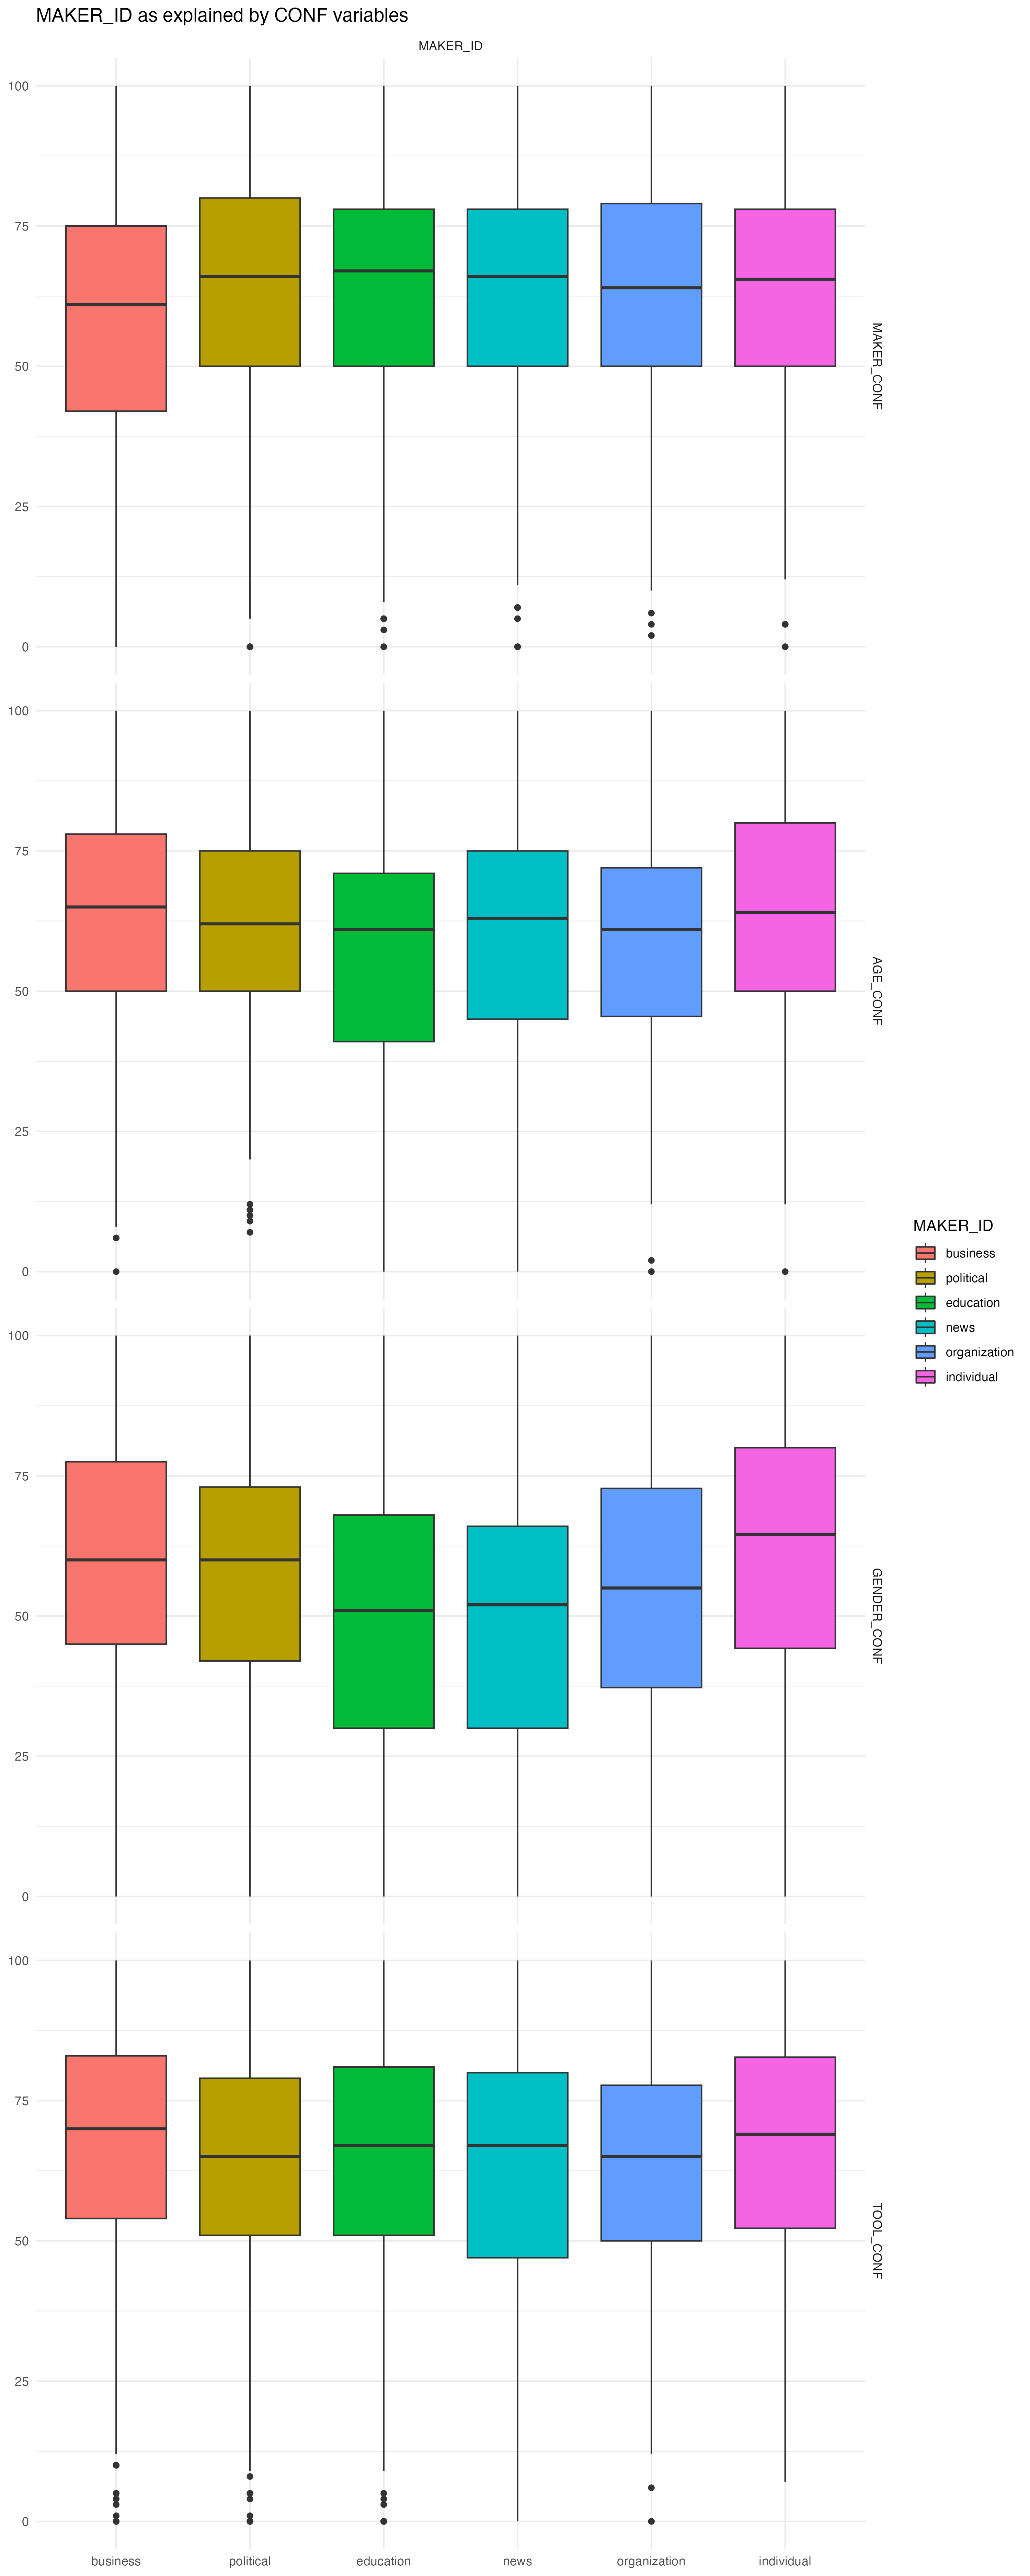 MAKER_ID as explained by CONF variables
MAKER_ID
100
75
50
25
0
MAKER_CONF
100
75
50
25
0
AGE_CONF
MAKER_ID
business
political
education
news
organization
individual
100
75
50
25
0
GENDER_CONF
100
75
50
25
0
TOOL_CONF
business political education news organization individual